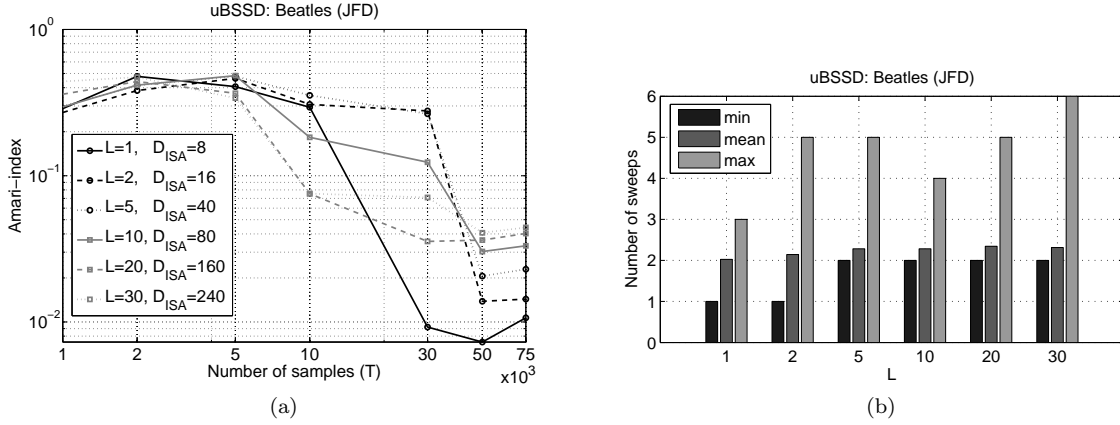 uBSSD: Beatles (JFD)
10^0
10^-1
10^-2
Amari-index
L=1, D_ISA=8
L=2, D_ISA=16
L=5, D_ISA=40
L=10, D_ISA=80
L=20, D_ISA=160
L=30, D_ISA=240
1 2 5 10 30 50 75
Number of samples (T)
x10^3
(a)
uBSSD: Beatles (JFD)
6
5
4
3
2
1
0
Number of sweeps
min
mean
max
1 2 5 10 20 30
L
(b)